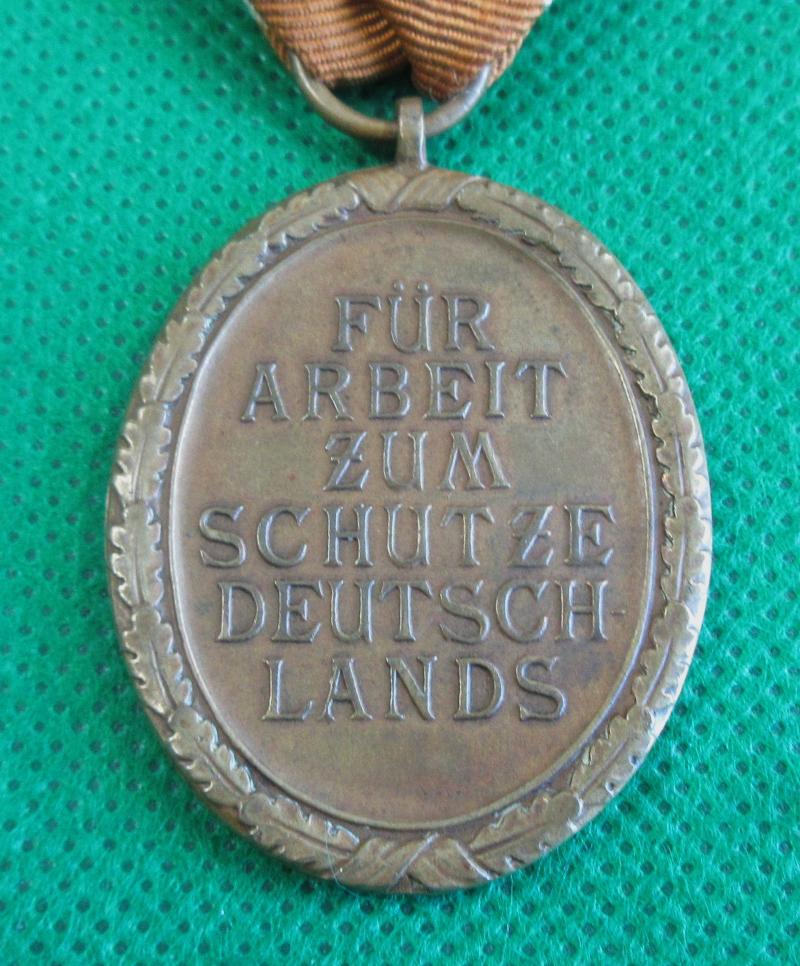 FÜR
ARBEIT
ZUM
SCHUTZE
DEUTSCH-
LANDS